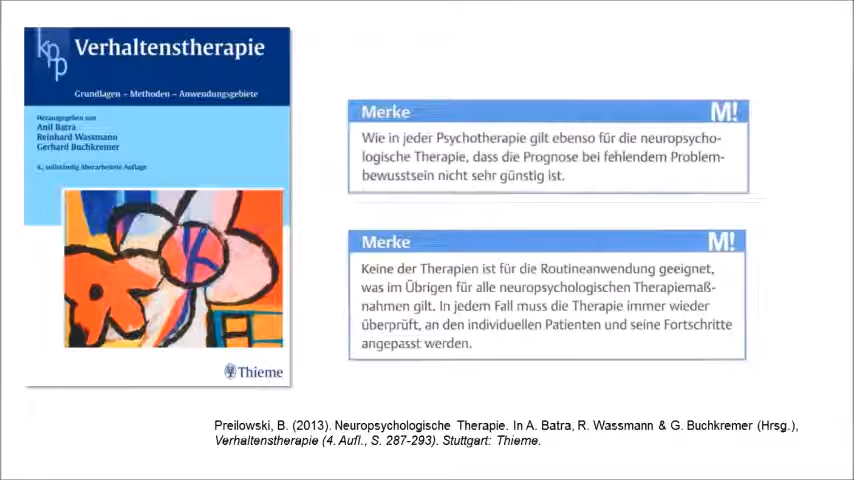 kpp
Verhaltenstherapie
Grundlagen – Methoden – Anwendungsgebiete
Herausgegeben von
Anil Batra
Reinhard Wassmann
Gerhard Buchkremer
4., vollständig überarbeitete Auflage
Thieme
Merke M!
Wie in jeder Psychotherapie gilt ebenso für die neuropsycho-
logische Therapie, dass die Prognose bei fehlendem Problem-
bewusstsein nicht sehr günstig ist.
Merke M!
Keine der Therapien ist für die Routineanwendung geeignet,
was im Übrigen für alle neuropsychologischen Therapiemaß-
nahmen gilt. In jedem Fall muss die Therapie immer wieder
überprüft, an den individuellen Patienten und seine Fortschritte
angepasst werden.
Preilowski, B. (2013). Neuropsychologische Therapie. In A. Batra, R. Wassmann & G. Buchkremer (Hrsg.),
Verhaltenstherapie (4. Aufl., S. 287-293). Stuttgart: Thieme.